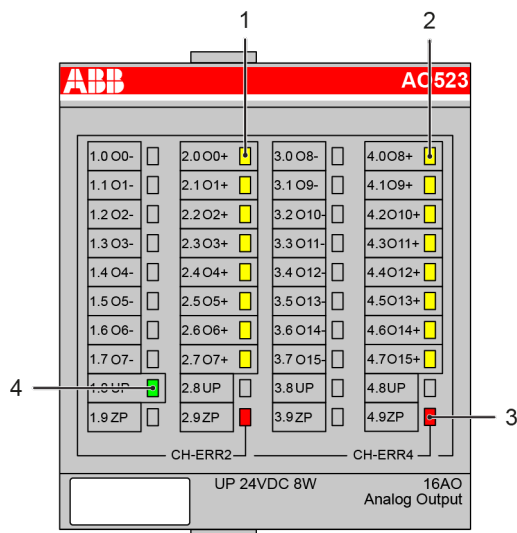 1 2
ABB AO523
1.0 O0- 2.0 O0+ 3.0 O8- 4.0 O8+
1.1 O1- 2.1 O1+ 3.1 O9- 4.1 O9+
1.2 O2- 2.2 O2+ 3.2 O10- 4.2 O10+
1.3 O3- 2.3 O3+ 3.3 O11- 4.3 O11+
1.4 O4- 2.4 O4+ 3.4 O12- 4.4 O12+
1.5 O5- 2.5 O5+ 3.5 O13- 4.5 O13+
1.6 O6- 2.6 O6+ 3.6 O14- 4.6 O14+
1.7 O7- 2.7 O7+ 3.7 O15- 4.7 O15+
4 1.8 UP 2.8 UP 3.8 UP 4.8 UP
1.9 ZP 2.9 ZP 3.9 ZP 4.9 ZP 3
CH-ERR2 CH-ERR4
UP 24VDC 8W 16AO
Analog Output